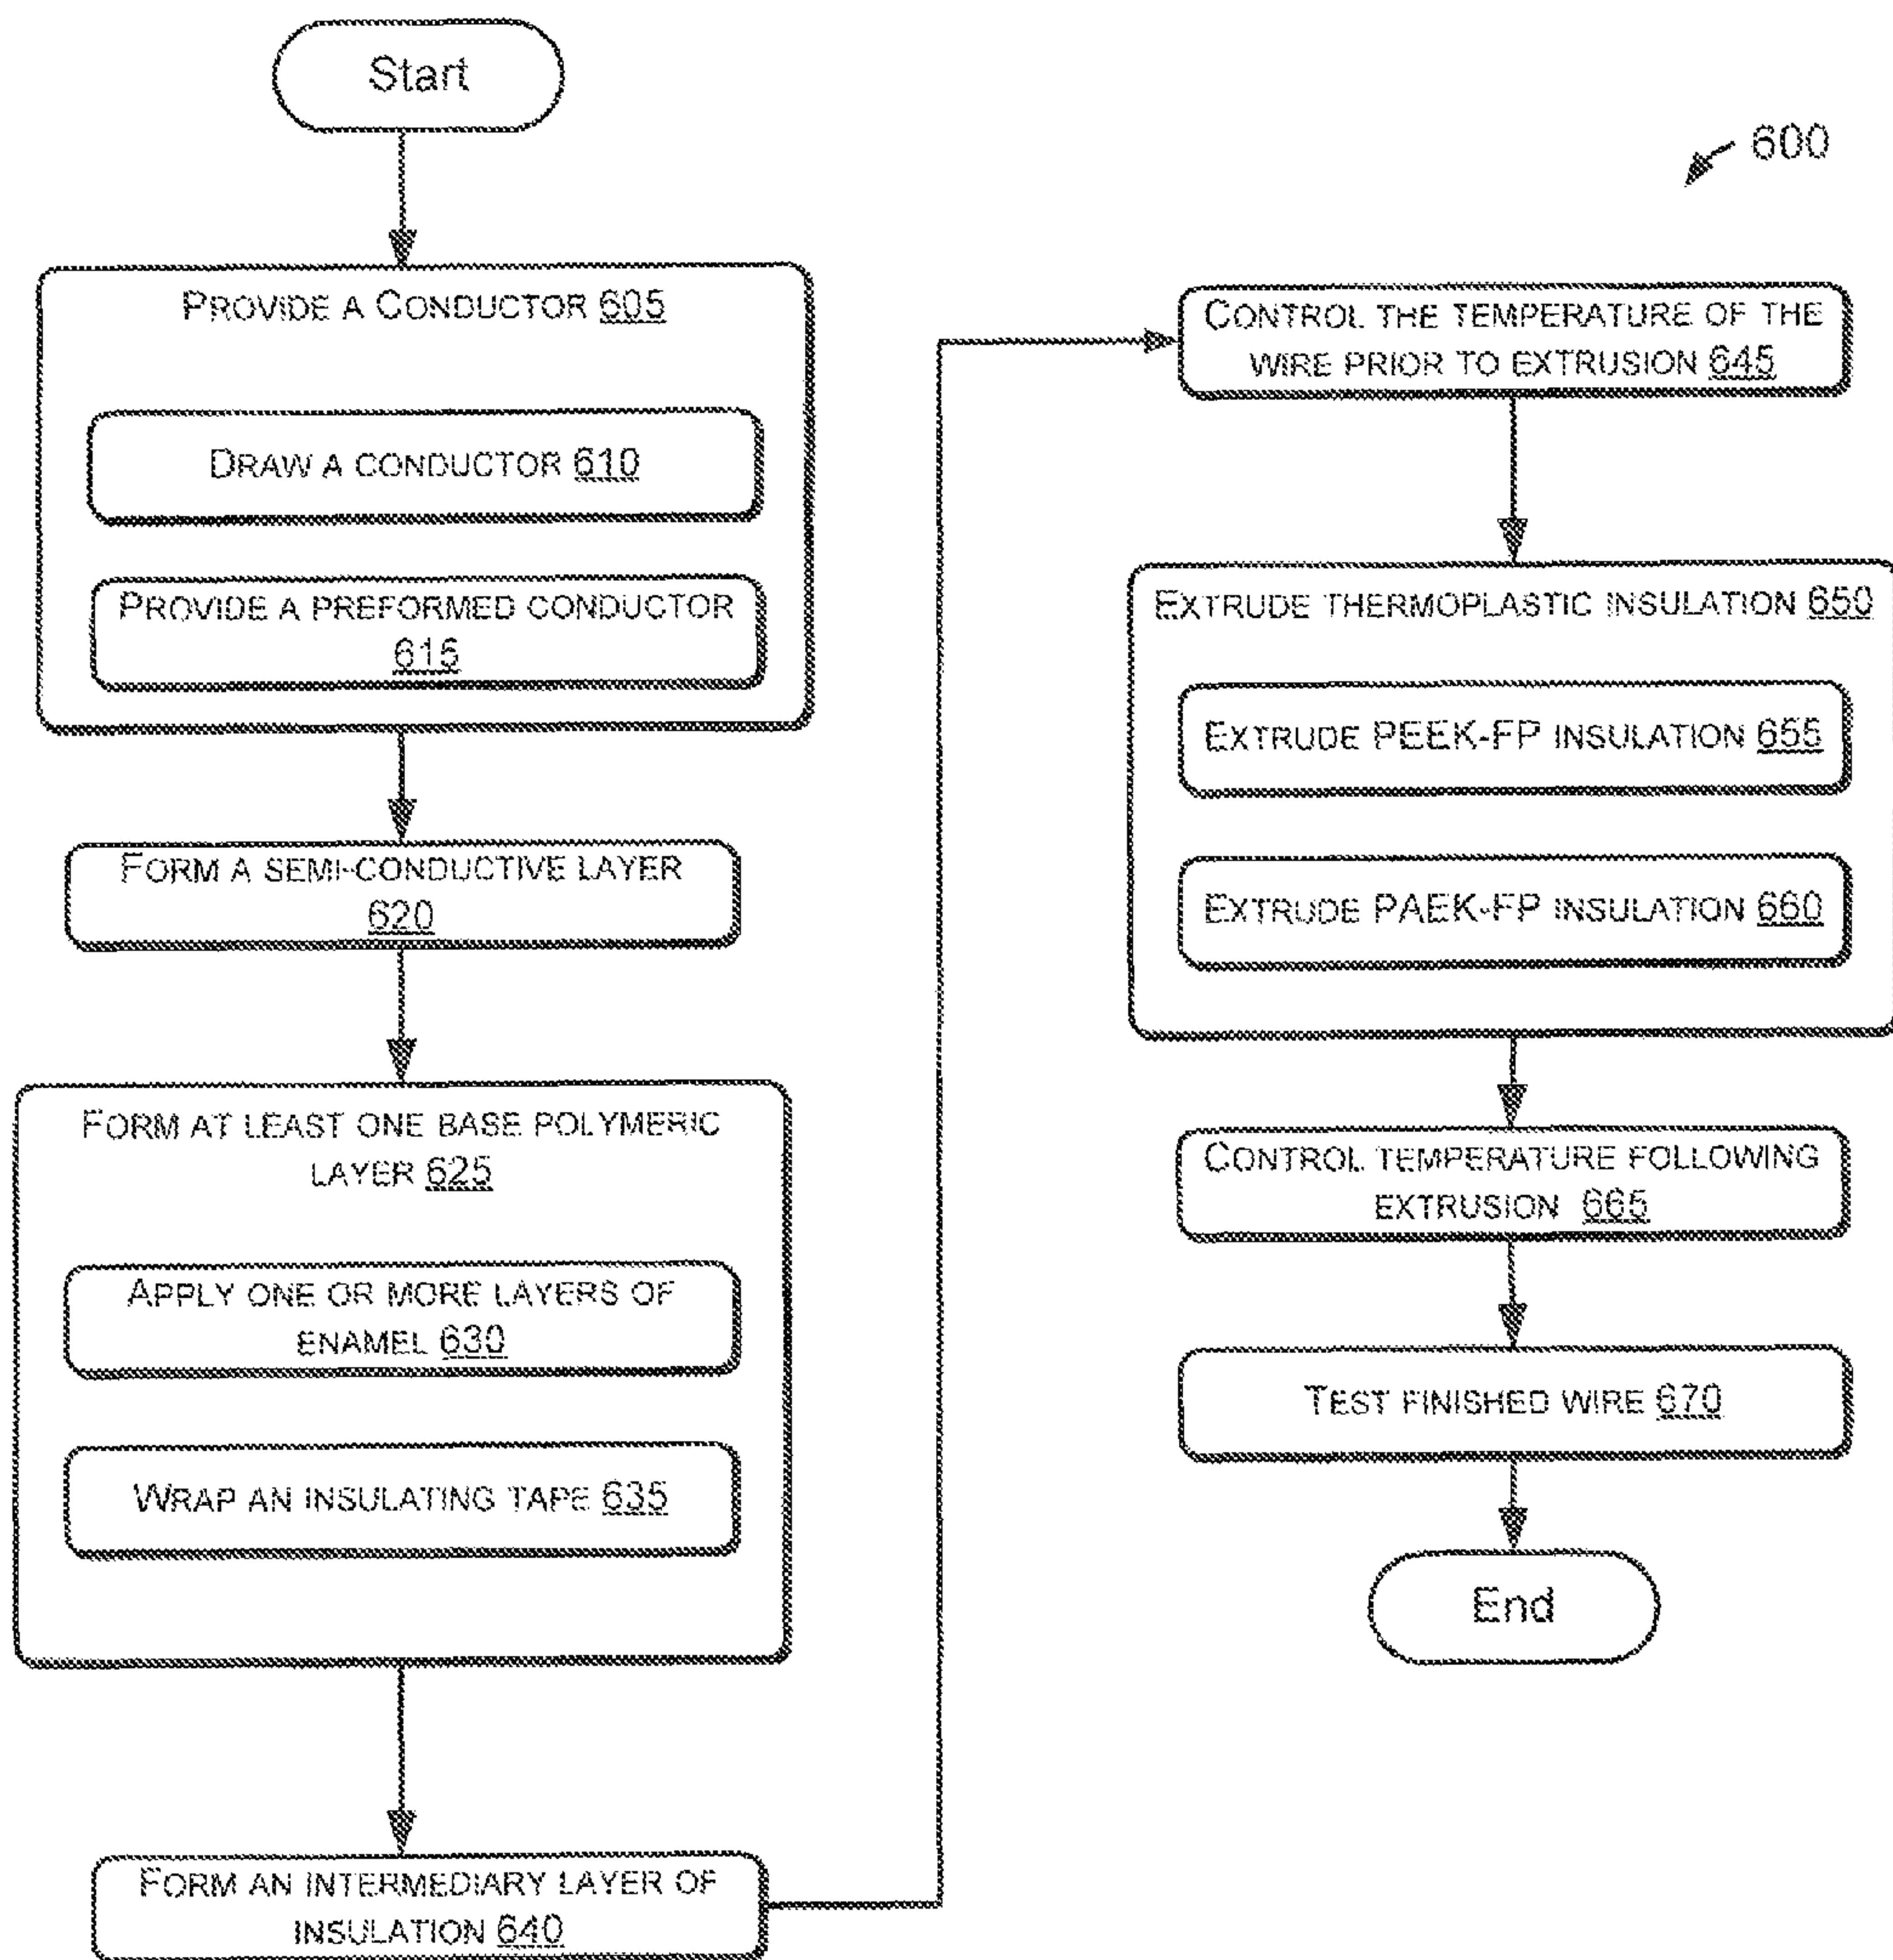 Start
600
PROVIDE A CONDUCTOR 605
DRAW A CONDUCTOR 610
PROVIDE A PREFORMED CONDUCTOR
615
FORM A SEMI-CONDUCTIVE LAYER
620
FORM AT LEAST ONE BASE POLYMERIC
LAYER 625
APPLY ONE OR MORE LAYERS OF
ENAMEL 630
WRAP AN INSULATING TAPE 635
FORM AN INTERMEDIARY LAYER OF
INSULATION 640
CONTROL THE TEMPERATURE OF THE
WIRE PRIOR TO EXTRUSION 645
EXTRUDE THERMOPLASTIC INSULATION 650
EXTRUDE PEEK-FP INSULATION 655
EXTRUDE PAEK-FP INSULATION 660
CONTROL TEMPERATURE FOLLOWING
EXTRUSION 665
TEST FINISHED WIRE 670
End